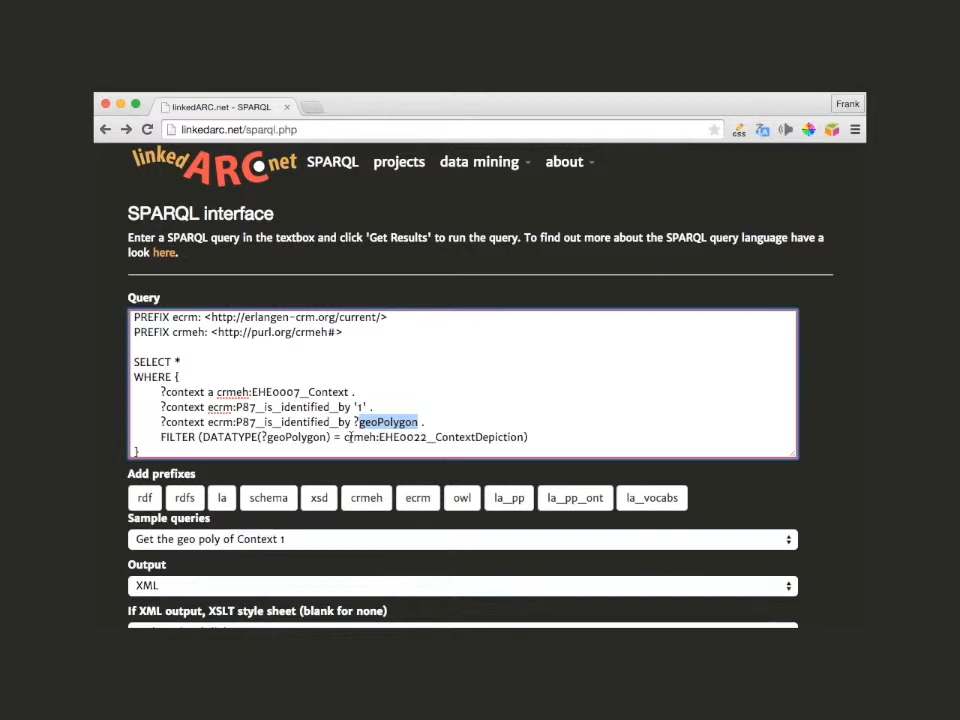 linkedARC.net - SPARQL
Frank
linkedarc.net/sparql.php
css
linkedARC.net SPARQL projects data mining about
SPARQL interface
Enter a SPARQL query in the textbox and click 'Get Results' to run the query. To find out more about the SPARQL query language have a
look here.
Query
PREFIX ecrm: <http://erlangen-crm.org/current/>
PREFIX crmeh: <http://purl.org/crmeh#>
SELECT *
WHERE {
?context a crmeh:EHE0007_Context .
?context ecrm:P87_is_identified_by '1' .
?context ecrm:P87_is_identified_by ?geoPolygon .
FILTER (DATATYPE(?geoPolygon) = crmeh:EHE0022_ContextDepiction)
}
Add prefixes
rdf rdfs la schema xsd crmeh ecrm owl la_pp la_pp_ont la_vocabs
Sample queries
Get the geo poly of Context 1
Output
XML
If XML output, XSLT style sheet (blank for none)